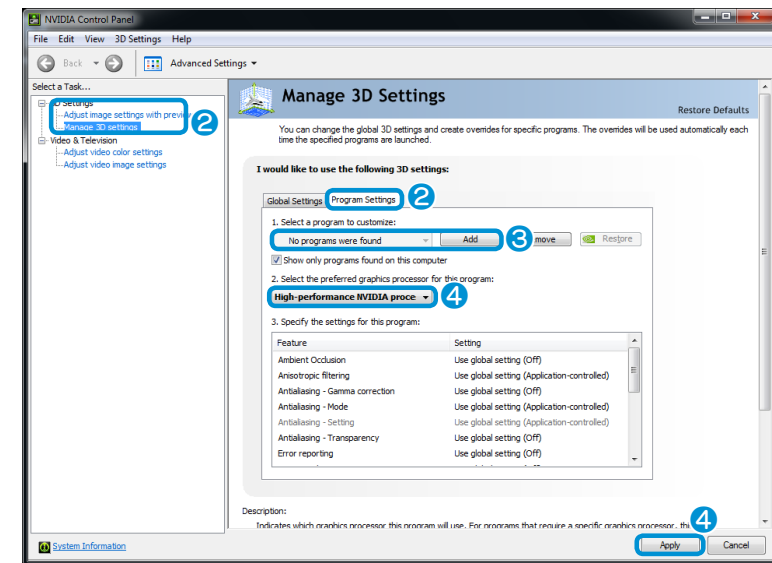 NVIDIA Control Panel
File Edit View 3D Settings Help
Back Advanced Settings
Select a Task...
3D Settings
Adjust image settings with preview
Manage 3D settings
2
Video & Television
Adjust video color settings
Adjust video image settings
Manage 3D Settings
Restore Defaults
You can change the global 3D settings and create overrides for specific programs. The overrides will be used automatically each
time the specified programs are launched.
I would like to use the following 3D settings:
Global Settings Program Settings 2
1. Select a program to customize:
No programs were found Add 3 move Restore
Show only programs found on this computer
2. Select the preferred graphics processor for this program:
High-performance NVIDIA proce 4
3. Specify the settings for this program:
Feature Setting
Ambient Occlusion Use global setting (Off)
Anisotropic filtering Use global setting (Application-controlled)
Antialiasing - Gamma correction Use global setting (Off)
Antialiasing - Mode Use global setting (Application-controlled)
Antialiasing - Setting Use global setting (Application-controlled)
Antialiasing - Transparency Use global setting (Off)
Error reporting Use global setting (Off)
Description:
Indicates which graphics processor this program will use. For programs that require a specific graphics processor, 4
System Information
Apply Cancel